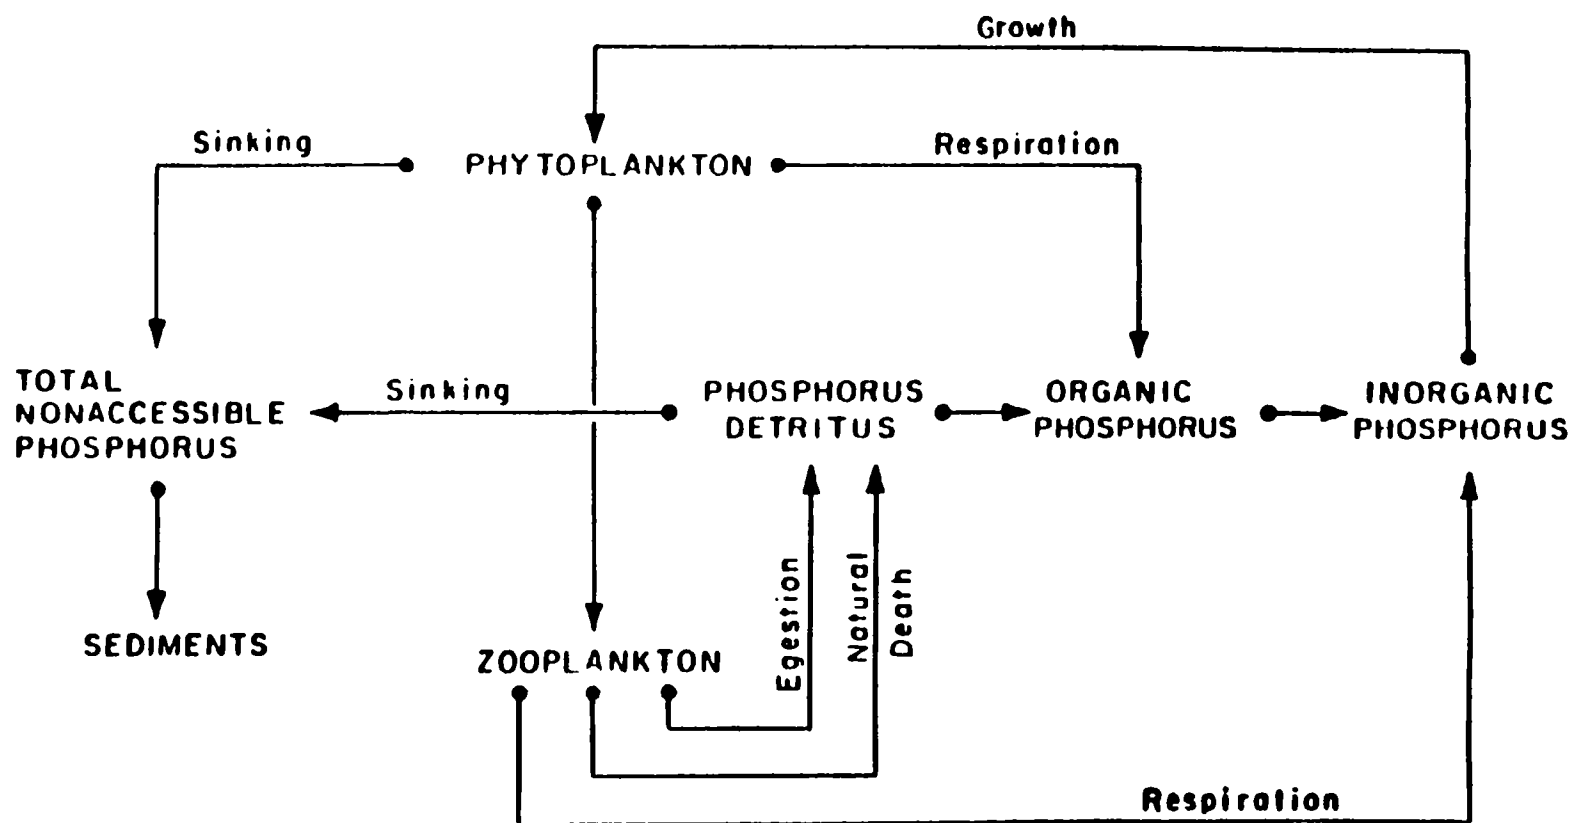 Growth
Sinking
Respiration
PHYTOPLANKTON
TOTAL
NONACCESSIBLE
PHOSPHORUS
Sinking
PHOSPHORUS
DETRITUS
ORGANIC
PHOSPHORUS
INORGANIC
PHOSPHORUS
Egestion
Natural
Death
SEDIMENTS
ZOOPLANKTON
Respiration